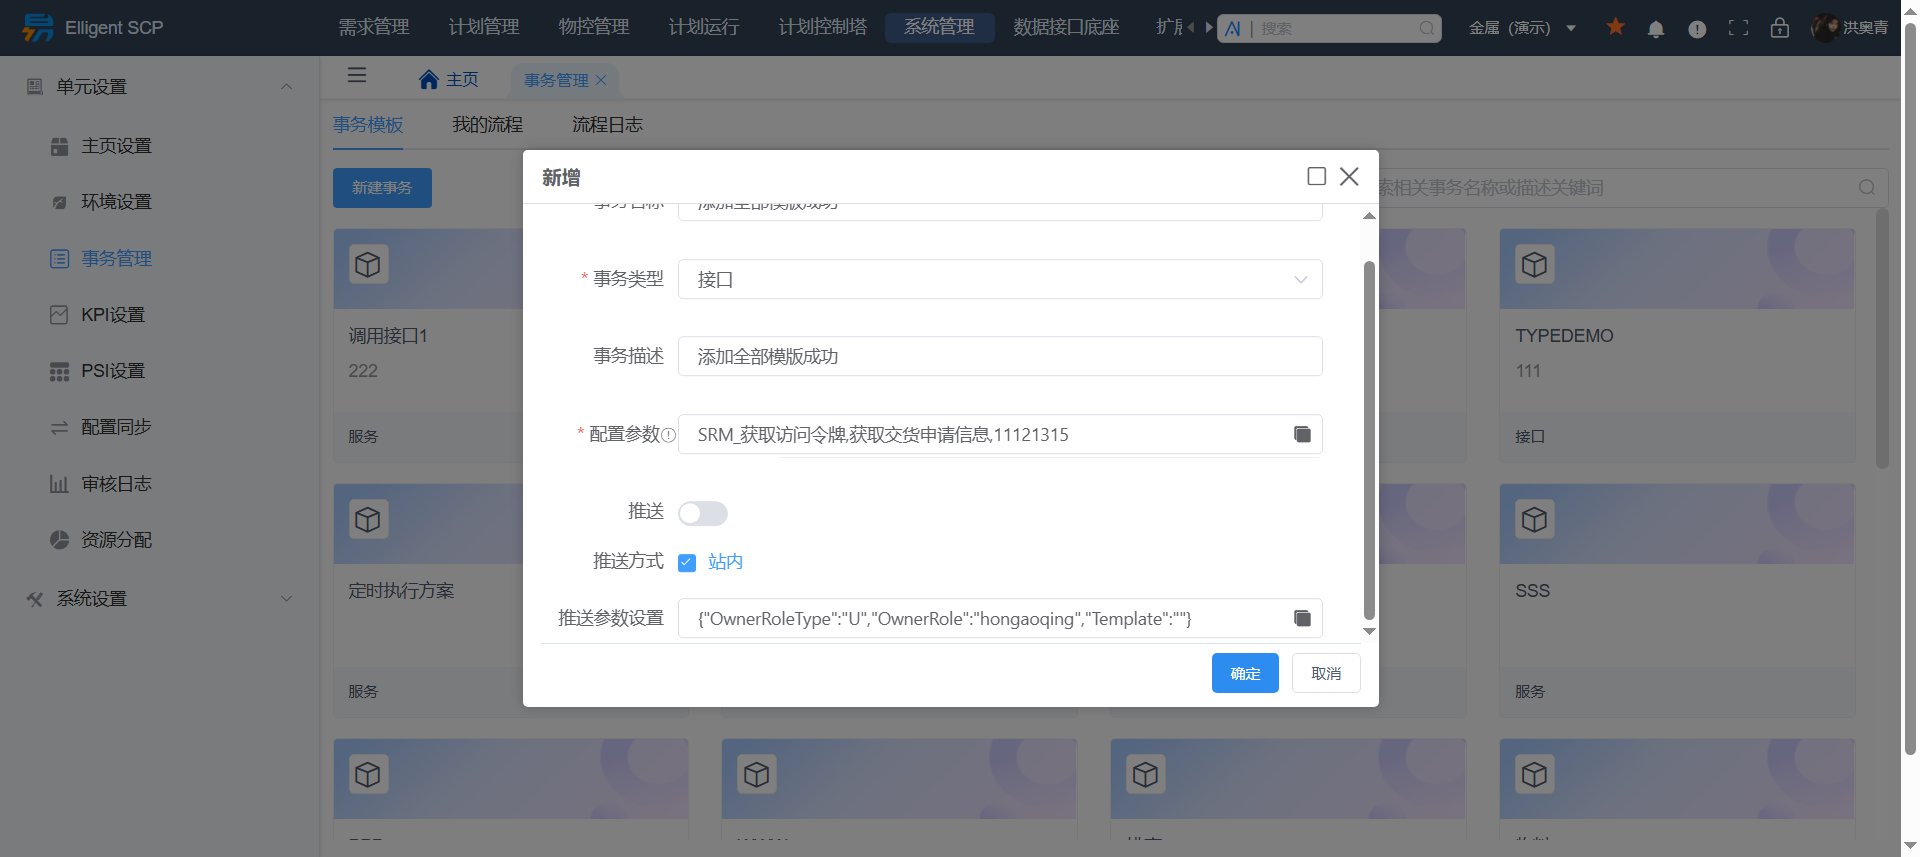 Elligent SCP
需求管理
计划管理
物控管理
计划运行
计划控制塔
系统管理
数据接口底座
AI | 搜索
金属（演示）
洪奥青
单元设置
主页设置
环境设置
事务管理
KPI设置
PSI设置
配置同步
审核日志
资源分配
系统设置
主页
事务管理
事务模板
我的流程
流程日志
新建事务
索相关事务名称或描述关键词
新增
事务名称
添加全部模版成功
* 事务类型
接口
事务描述
添加全部模版成功
* 配置参数
SRM_获取访问令牌,获取交货申请信息,11121315
推送
推送方式
站内
推送参数设置
{"OwnerRoleType":"U","OwnerRole":"hongaoqing","Template":""}
确定
取消
调用接口1
222
服务
TYPEDEMO
111
接口
定时执行方案
服务
SSS
服务